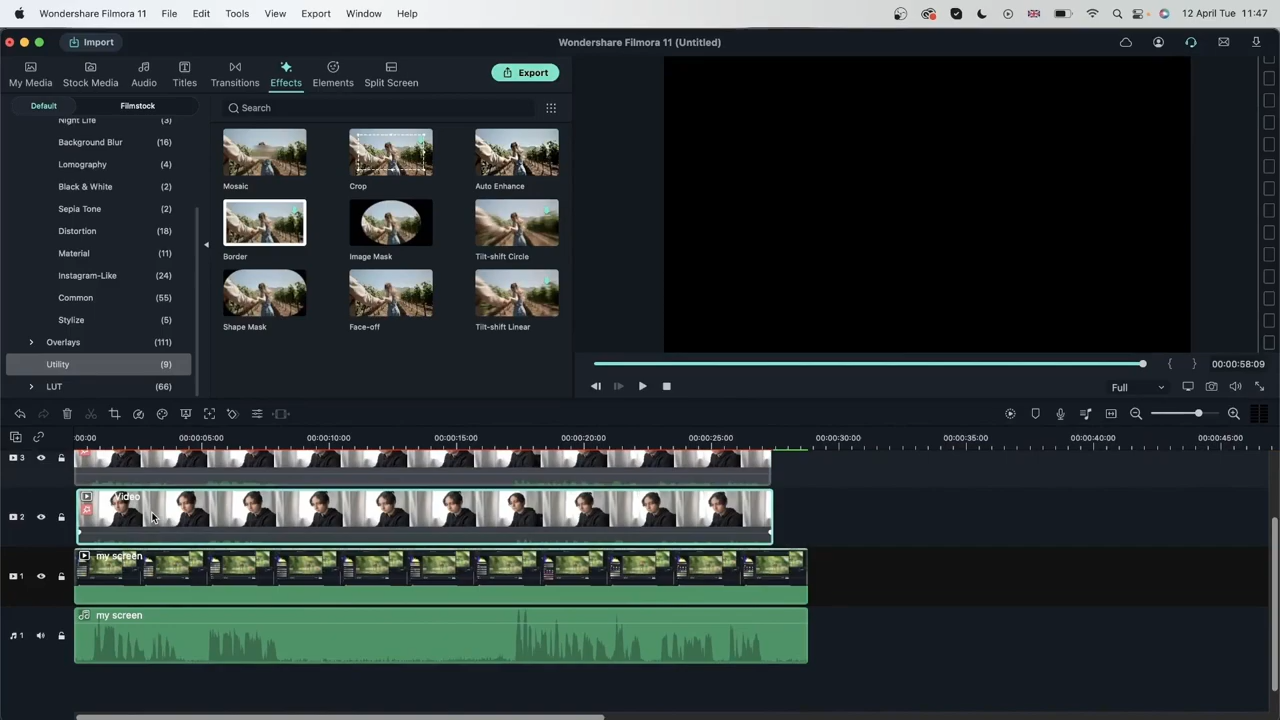 Wondershare Filmora 11 File Edit Tools View Export Window Help 12 April Tue 11:47
Import Wondershare Filmora 11 (Untitled)
My Media Stock Media Audio Titles Transitions Effects Elements Split Screen Export
Default Filmstock Search
Night Life (3)
Background Blur (16)
Lomography (4)
Black & White (2)
Sepia Tone (2)
Distortion (18)
Material (11)
Instagram-Like (24)
Common (55)
Stylize (5)
Overlays (111)
Utility (9)
LUT (66)
Mosaic Crop Auto Enhance
Border Image Mask Tilt-shift Circle
Shape Mask Face-off Tilt-shift Linear
{ } 00:00:58:09
Full
:00:00 00:00:05:00 00:00:10:00 00:00:15:00 00:00:20:00 00:00:25:00 00:00:30:00 00:00:35:00 00:00:40:00 00:00:45:00
3
2 Video
my screen
1
my screen
1